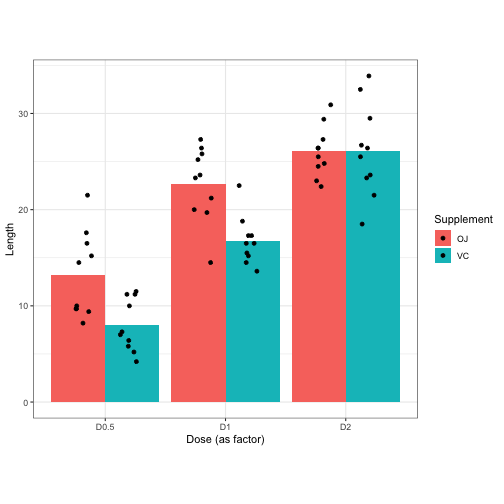 30
20
10
0
Length
D0.5 D1 D2
Dose (as factor)
Supplement
OJ
VC